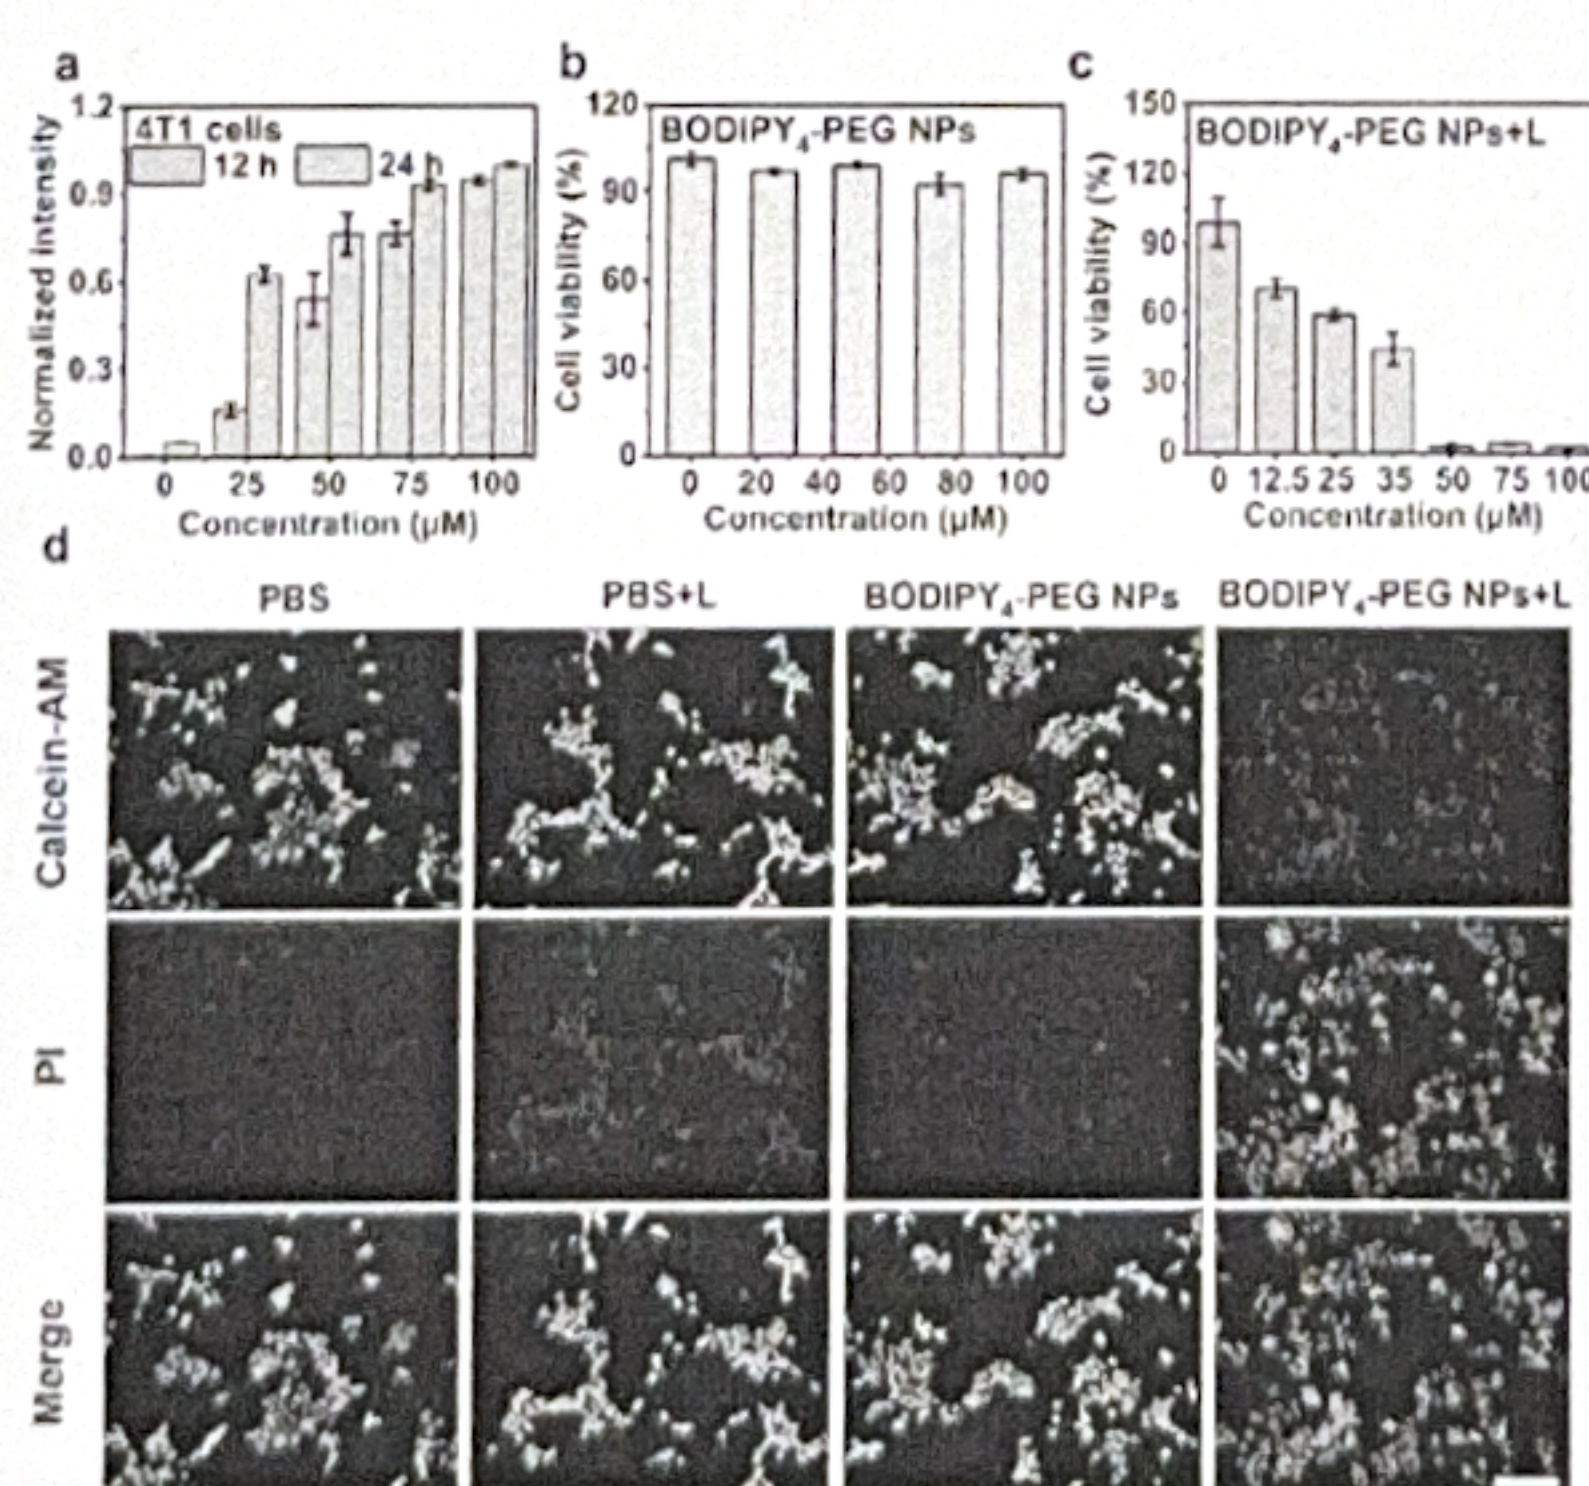 a
1.2
0.9
0.6
0.3
0.0
Normalized intensity
4T1 cells
12 h 24 h
0 25 50 75 100
Concentration (μM)
b
120
90
60
30
0
Cell viability (%)
BODIPY₄-PEG NPs
0 20 40 60 80 100
Concentration (μM)
c
150
120
90
60
30
0
Cell viability (%)
BODIPY₄-PEG NPs+L
0 12.5 25 35 50 75 100
Concentration (μM)
d
PBS PBS+L BODIPY₄-PEG NPs BODIPY₄-PEG NPs+L
Calcein-AM
PI
Merge